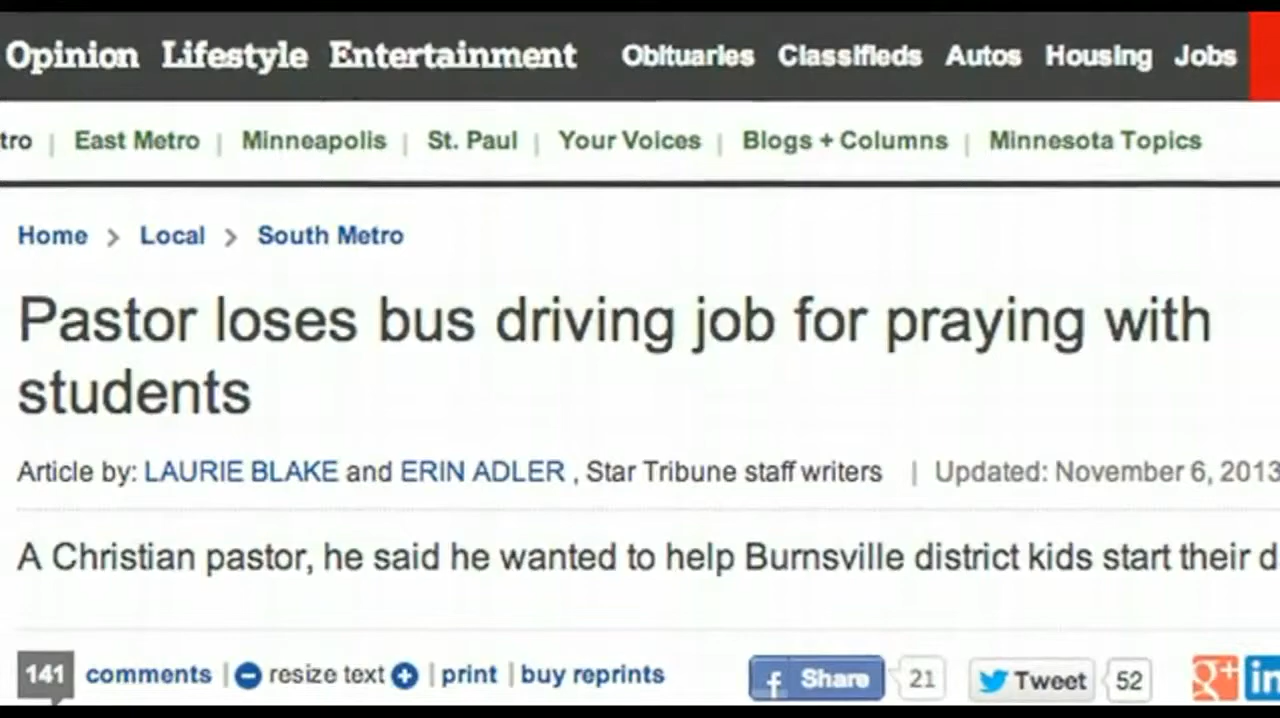 Opinion Lifestyle Entertainment Obituaries Classifieds Autos Housing Jobs
tro | East Metro | Minneapolis | St. Paul | Your Voices | Blogs + Columns | Minnesota Topics
Home > Local > South Metro
Pastor loses bus driving job for praying with
students
Article by: LAURIE BLAKE and ERIN ADLER , Star Tribune staff writers | Updated: November 6, 2013
A Christian pastor, he said he wanted to help Burnsville district kids start their d
141 comments | resize text | print | buy reprints f Share 21 Tweet 52 g+ in